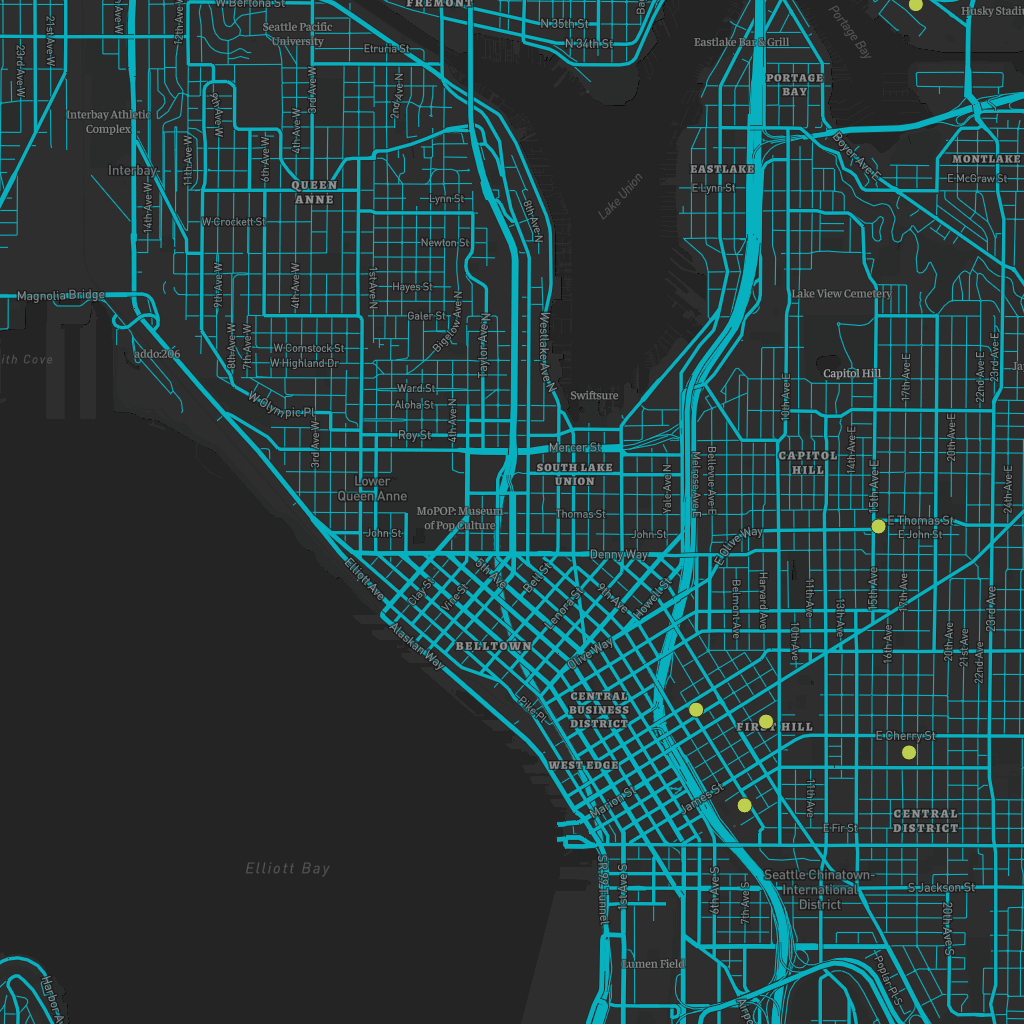 FREMONT
W Bertona St
N 35th St
N 34th St
Husky Stadiu
Portage Bay
12th Ave W
21st Ave W
23rd Ave W
Seattle Pacific
University
Etruria St
Eastlake Bar & Grill
PORTAGE
BAY
3rd Ave W
2nd Ave N
9th Ave W
4th Ave W
Interbay Athletic
Complex
11th Ave W
6th Ave W
Boyer Ave E
MONTLAKE
E McGraw St
Interbay
EASTLAKE
E Lynn St
QUEEN
ANNE
14th Ave W
Lynn St
Lake Union
8th Ave N
W Crockett St
Newton St
9th Ave W
4th Ave W
1st Ave N
Hayes St
Magnolia Bridge
Lake View Cemetery
Galer St
Bigelow Ave N
Taylor Ave N
Westlake Ave N
8th Ave W
7th Ave W
W Comstock St
W Highland Dr
addo:206
ith Cove
Capitol Hill
17th Ave E
22nd Ave E
23rd Ave E
Ward St
Aloha St
W Olympic Pl
Swiftsure
10th Ave E
4th Ave N
3rd Ave W
Roy St
Mercer St
14th Ave E
20th Ave E
SOUTH LAKE
UNION
CAPITOL
HILL
Yale Ave N
Melrose Ave E
Bellevue Ave E
15th Ave E
24th Ave E
Lower
Queen Anne
MoPOP: Museum
of Pop Culture
Thomas St
E Thomas St
John St
John St
E John St
E Olive Way
Denny Way
Elliott Ave
5th Ave
Bell St
Clay St
Vine St
9th Ave
Howell St
Lenora St
Belmont Ave
Harvard Ave
11th Ave
13th Ave
15th Ave
17th Ave
23rd Ave
Alaskan Way
BELLTOWN
Olive Way
10th Ave
16th Ave
20th Ave
21st Ave
22nd Ave
Pike Pl
CENTRAL
BUSINESS
DISTRICT
FIRST HILL
E Cherry St
WEST EDGE
Marion St
James St
11th Ave
E Fir St
CENTRAL
DISTRICT
Elliott Bay
SR 99 Tunnel
1st Ave S
6th Ave S
7th Ave S
Seattle Chinatown-
International
District
S Jackson St
20th Ave S
Lumen Field
Poplar Pl S
Harbor Av
Airpo